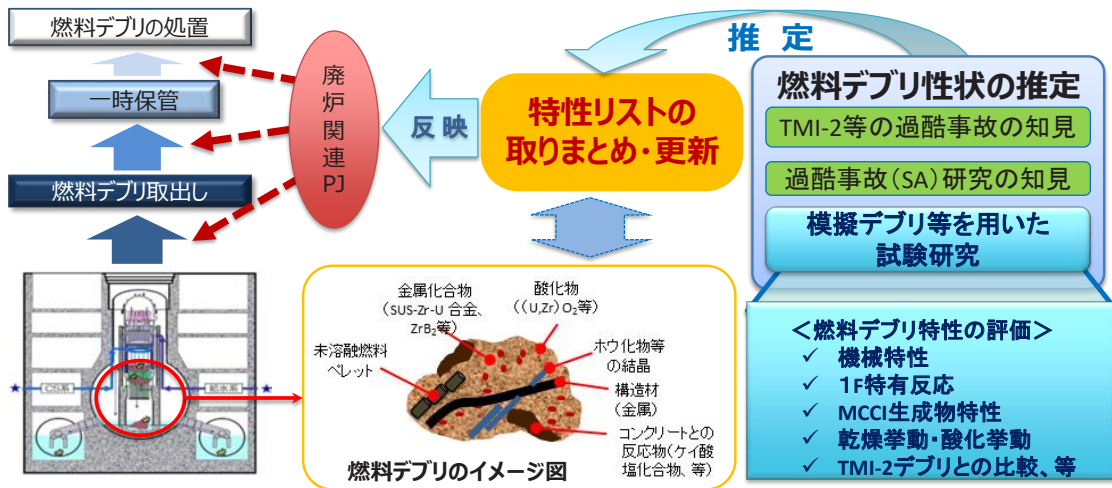 燃料デブリの処置
一時保管
燃料デブリ取出し
廃炉関連PJ
反映
特性リストの
取りまとめ・更新
推定
燃料デブリ性状の推定
TMI-2等の過酷事故の知見
過酷事故(SA)研究の知見
模擬デブリ等を用いた
試験研究
<燃料デブリ特性の評価>
✓ 機械特性
✓ 1F特有反応
✓ MCCI生成物特性
✓ 乾燥挙動・酸化挙動
✓ TMI-2デブリとの比較、等
CS系
給水系
金属化合物
(SUS-Zr-U 合金、
ZrB₂等)
酸化物
((U,Zr)O₂等)
未溶融燃料
ペレット
ホウ化物等
の結晶
構造材
(金属)
コンクリートとの
反応物(ケイ酸
塩化合物、等)
燃料デブリのイメージ図